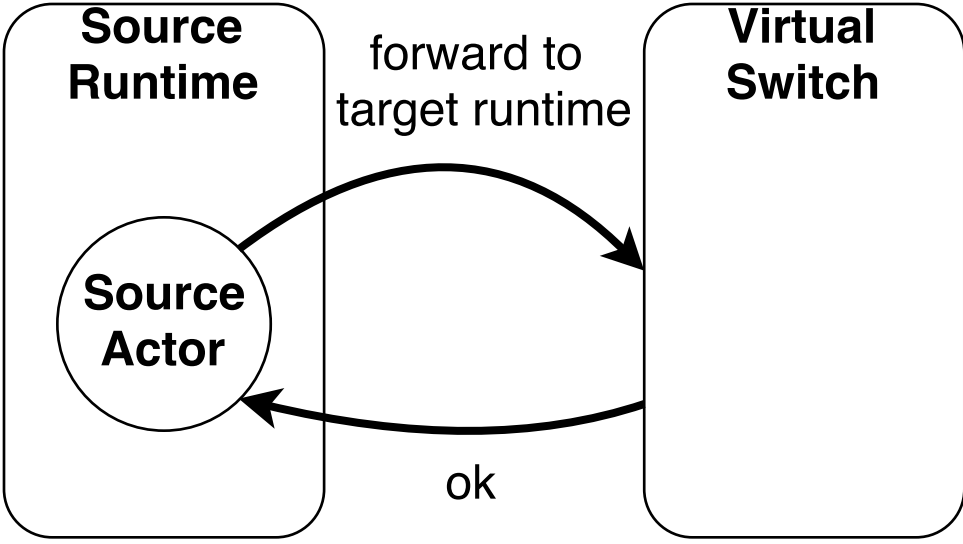 Source
Runtime
forward to
target runtime
Virtual
Switch
Source
Actor
ok